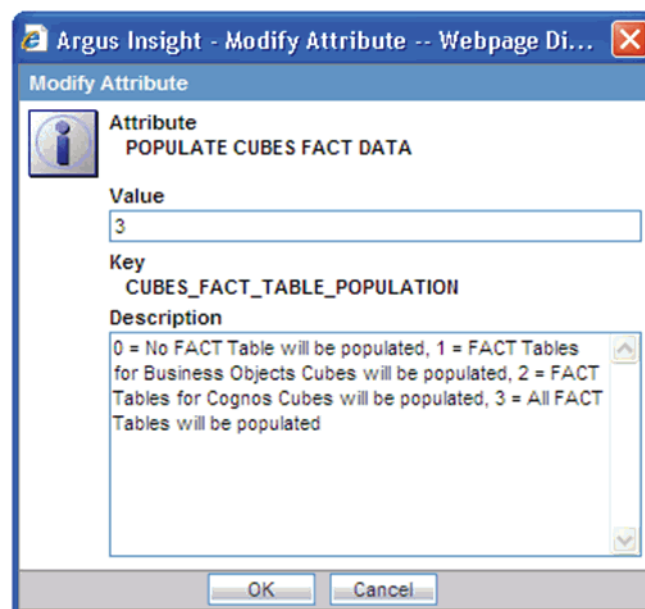 Argus Insight - Modify Attribute -- Webpage Di...
Modify Attribute
Attribute
POPULATE CUBES FACT DATA
Value
3
Key
CUBES_FACT_TABLE_POPULATION
Description
0 = No FACT Table will be populated, 1 = FACT Tables
for Business Objects Cubes will be populated, 2 = FACT
Tables for Cognos Cubes will be populated, 3 = All FACT
Tables will be populated
OK Cancel